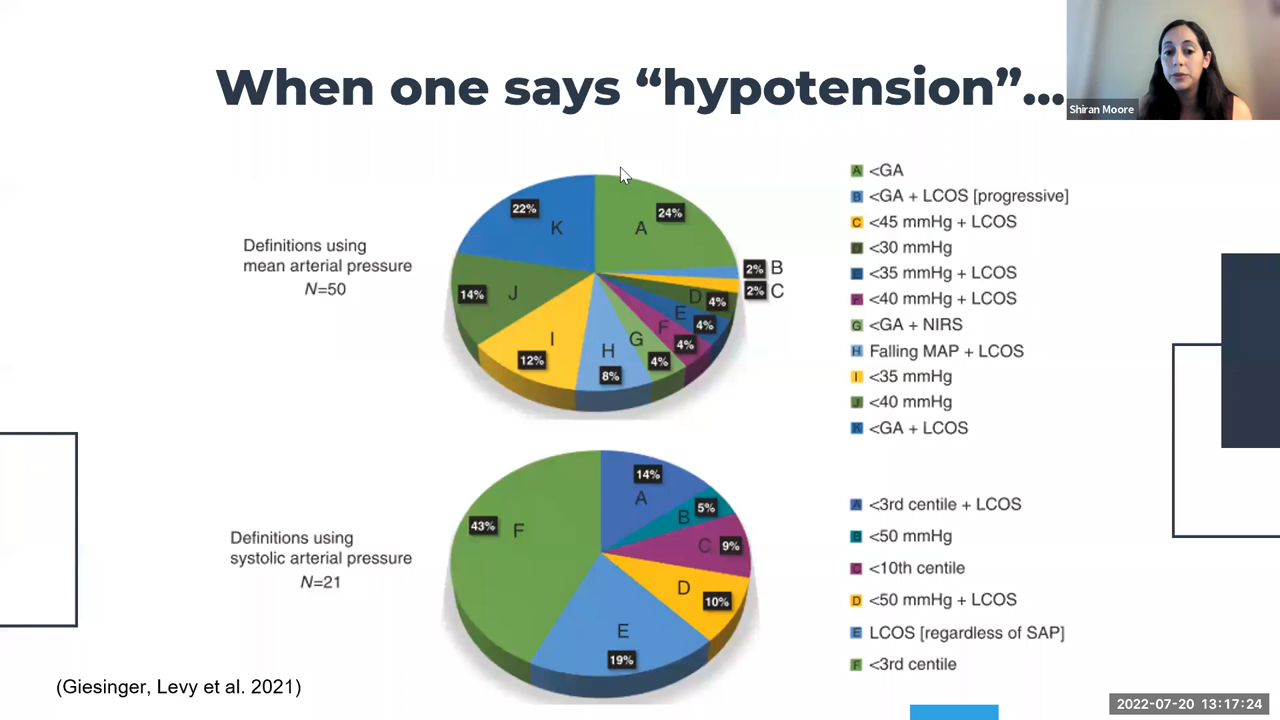 When one says “hypotension”...
Shiran Moore
Definitions using
mean arterial pressure
N=50
22%
K
24%
A
2% B
2% C
D 4%
E 4%
F 4%
G 4%
H 8%
I 12%
J 14%
A <GA
B <GA + LCOS [progressive]
C <45 mmHg + LCOS
D <30 mmHg
E <35 mmHg + LCOS
F <40 mmHg + LCOS
G <GA + NIRS
H Falling MAP + LCOS
I <35 mmHg
J <40 mmHg
K <GA + LCOS
Definitions using
systolic arterial pressure
N=21
14%
A
B 5%
C 9%
D
10%
E
19%
43% F
A <3rd centile + LCOS
B <50 mmHg
C <10th centile
D <50 mmHg + LCOS
E LCOS [regardless of SAP]
F <3rd centile
(Giesinger, Levy et al. 2021)
2022-07-20 13:17:24